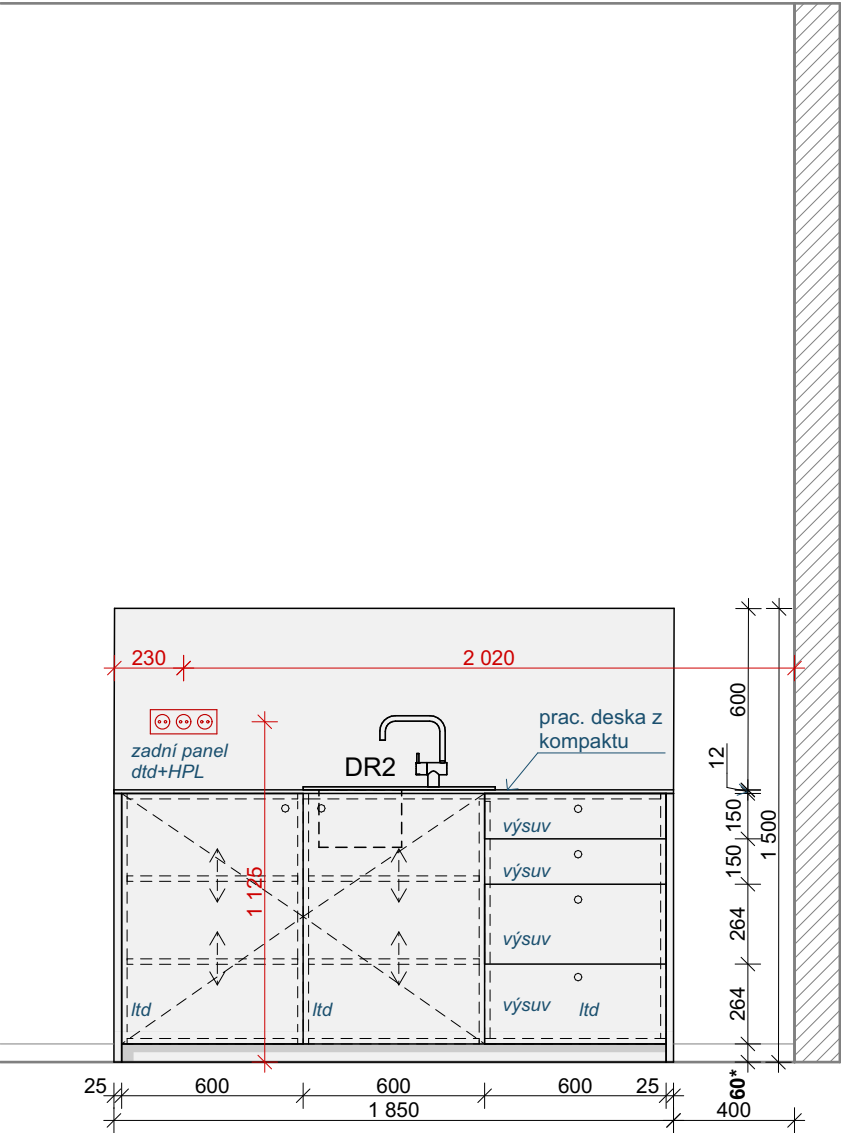 230
2 020
600
zadní panel
dtd+HPL
DR2
prac. deska z
kompaktu
12
150
1 500
výsuv
150
výsuv
1 125
264
výsuv
264
ltd
ltd
výsuv
ltd
60*
25
600
600
600
25
1 850
400